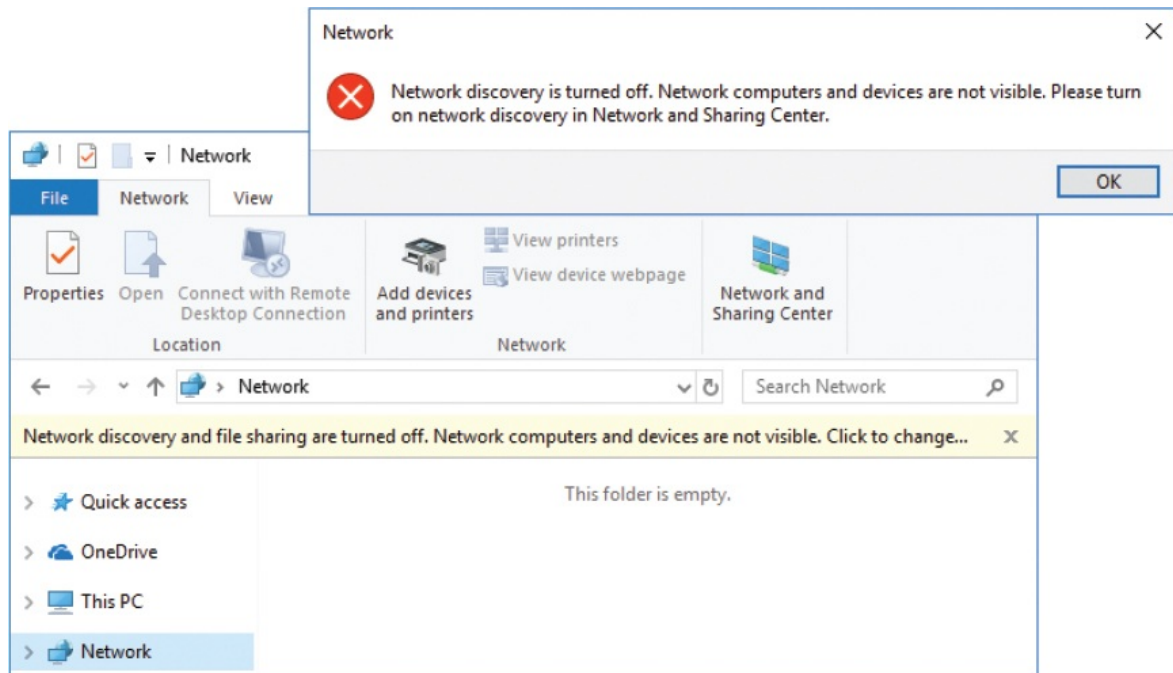 Network
Network discovery is turned off. Network computers and devices are not visible. Please turn
on network discovery in Network and Sharing Center.
OK
Network
File Network View
Properties Open Connect with Remote
Desktop Connection
Add devices
and printers
View printers
View device webpage
Network and
Sharing Center
Location Network
Network Search Network
Network discovery and file sharing are turned off. Network computers and devices are not visible. Click to change...
This folder is empty.
Quick access
OneDrive
This PC
Network